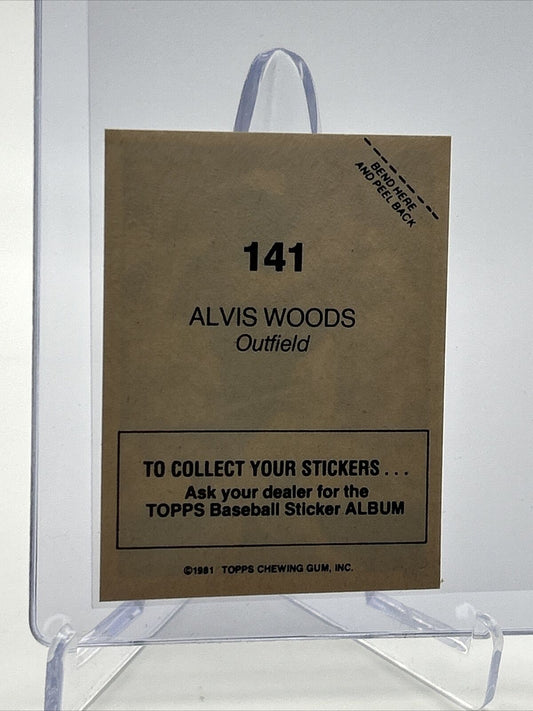 BEND HERE
AND PEEL BACK
141
ALVIS WOODS
Outfield
TO COLLECT YOUR STICKERS...
Ask your dealer for the
TOPPS Baseball Sticker ALBUM
©1981 TOPPS CHEWING GUM, INC.